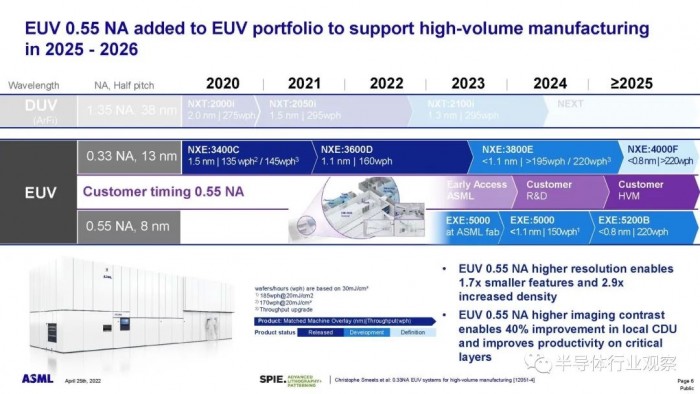 EUV 0.55 NA added to EUV portfolio to support high-volume manufacturing
in 2025 - 2026
Wavelength NA, Half pitch 2020 2021 2022 2023 2024 ≥2025
DUV
(ArFi)
1.35 NA, 38 nm
NXT:2000i NXT:2050i NXT:2100i NEXT
2.0 nm | 275wph 1.5 nm | 295wph 1.3 nm | 295wph
EUV
0.33 NA, 13 nm
NXE:3400C NXE:3600D NXE:3800E NXE:4000F
1.5 nm | 135 wph2 / 145wph3 1.1 nm | 160wph <1.1 nm | >195wph / 220wph3 <0.8nm | >220wph
Customer timing 0.55 NA
Early Access Customer Customer
ASML R&D HVM
0.55 NA, 8 nm
EXE:5000 EXE:5000 EXE:5200B
at ASML fab <1.1 nm | 150wph1 <0.8 nm | 220wph
wafers/hours (wph) are based on 30mJ/cm²
1) 185wph@20mJ/cm2
2) 170wph@20mJ/cm²
3) Throughput upgrade
Product: Matched Machine Overlay (nm)|Throughput(wph)
Product status Released Development Definition
• EUV 0.55 NA higher resolution enables
1.7x smaller features and 2.9x
increased density
• EUV 0.55 NA higher imaging contrast
enables 40% improvement in local CDU
and improves productivity on critical
layers
ASML
半导体行业观察
ASML April 25th, 2022 SPIE. ADVANCED LITHOGRAPHY+ PATTERNING Christophe Smeets et al: 0.33NA EUV systems for high-volume manufacturing [12051-4] Page 6
Public